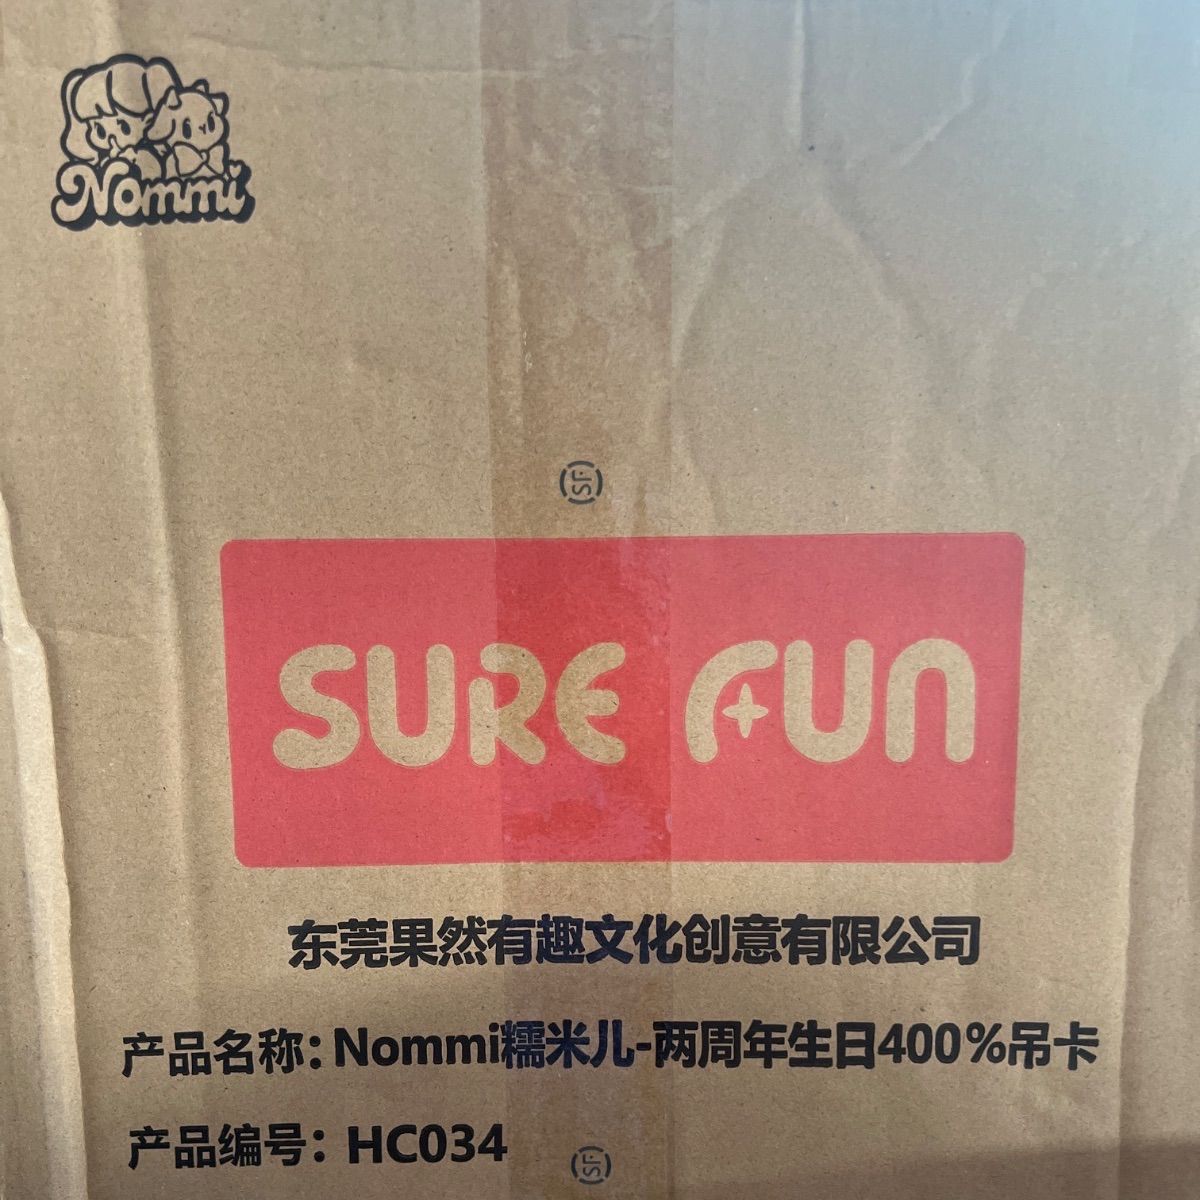 Nommi
SF
SURE FUN
东莞果然有趣文化创意有限公司
产品名称：Nommi糯米儿-两周年生日400%吊卡
产品编号：HC034
SF